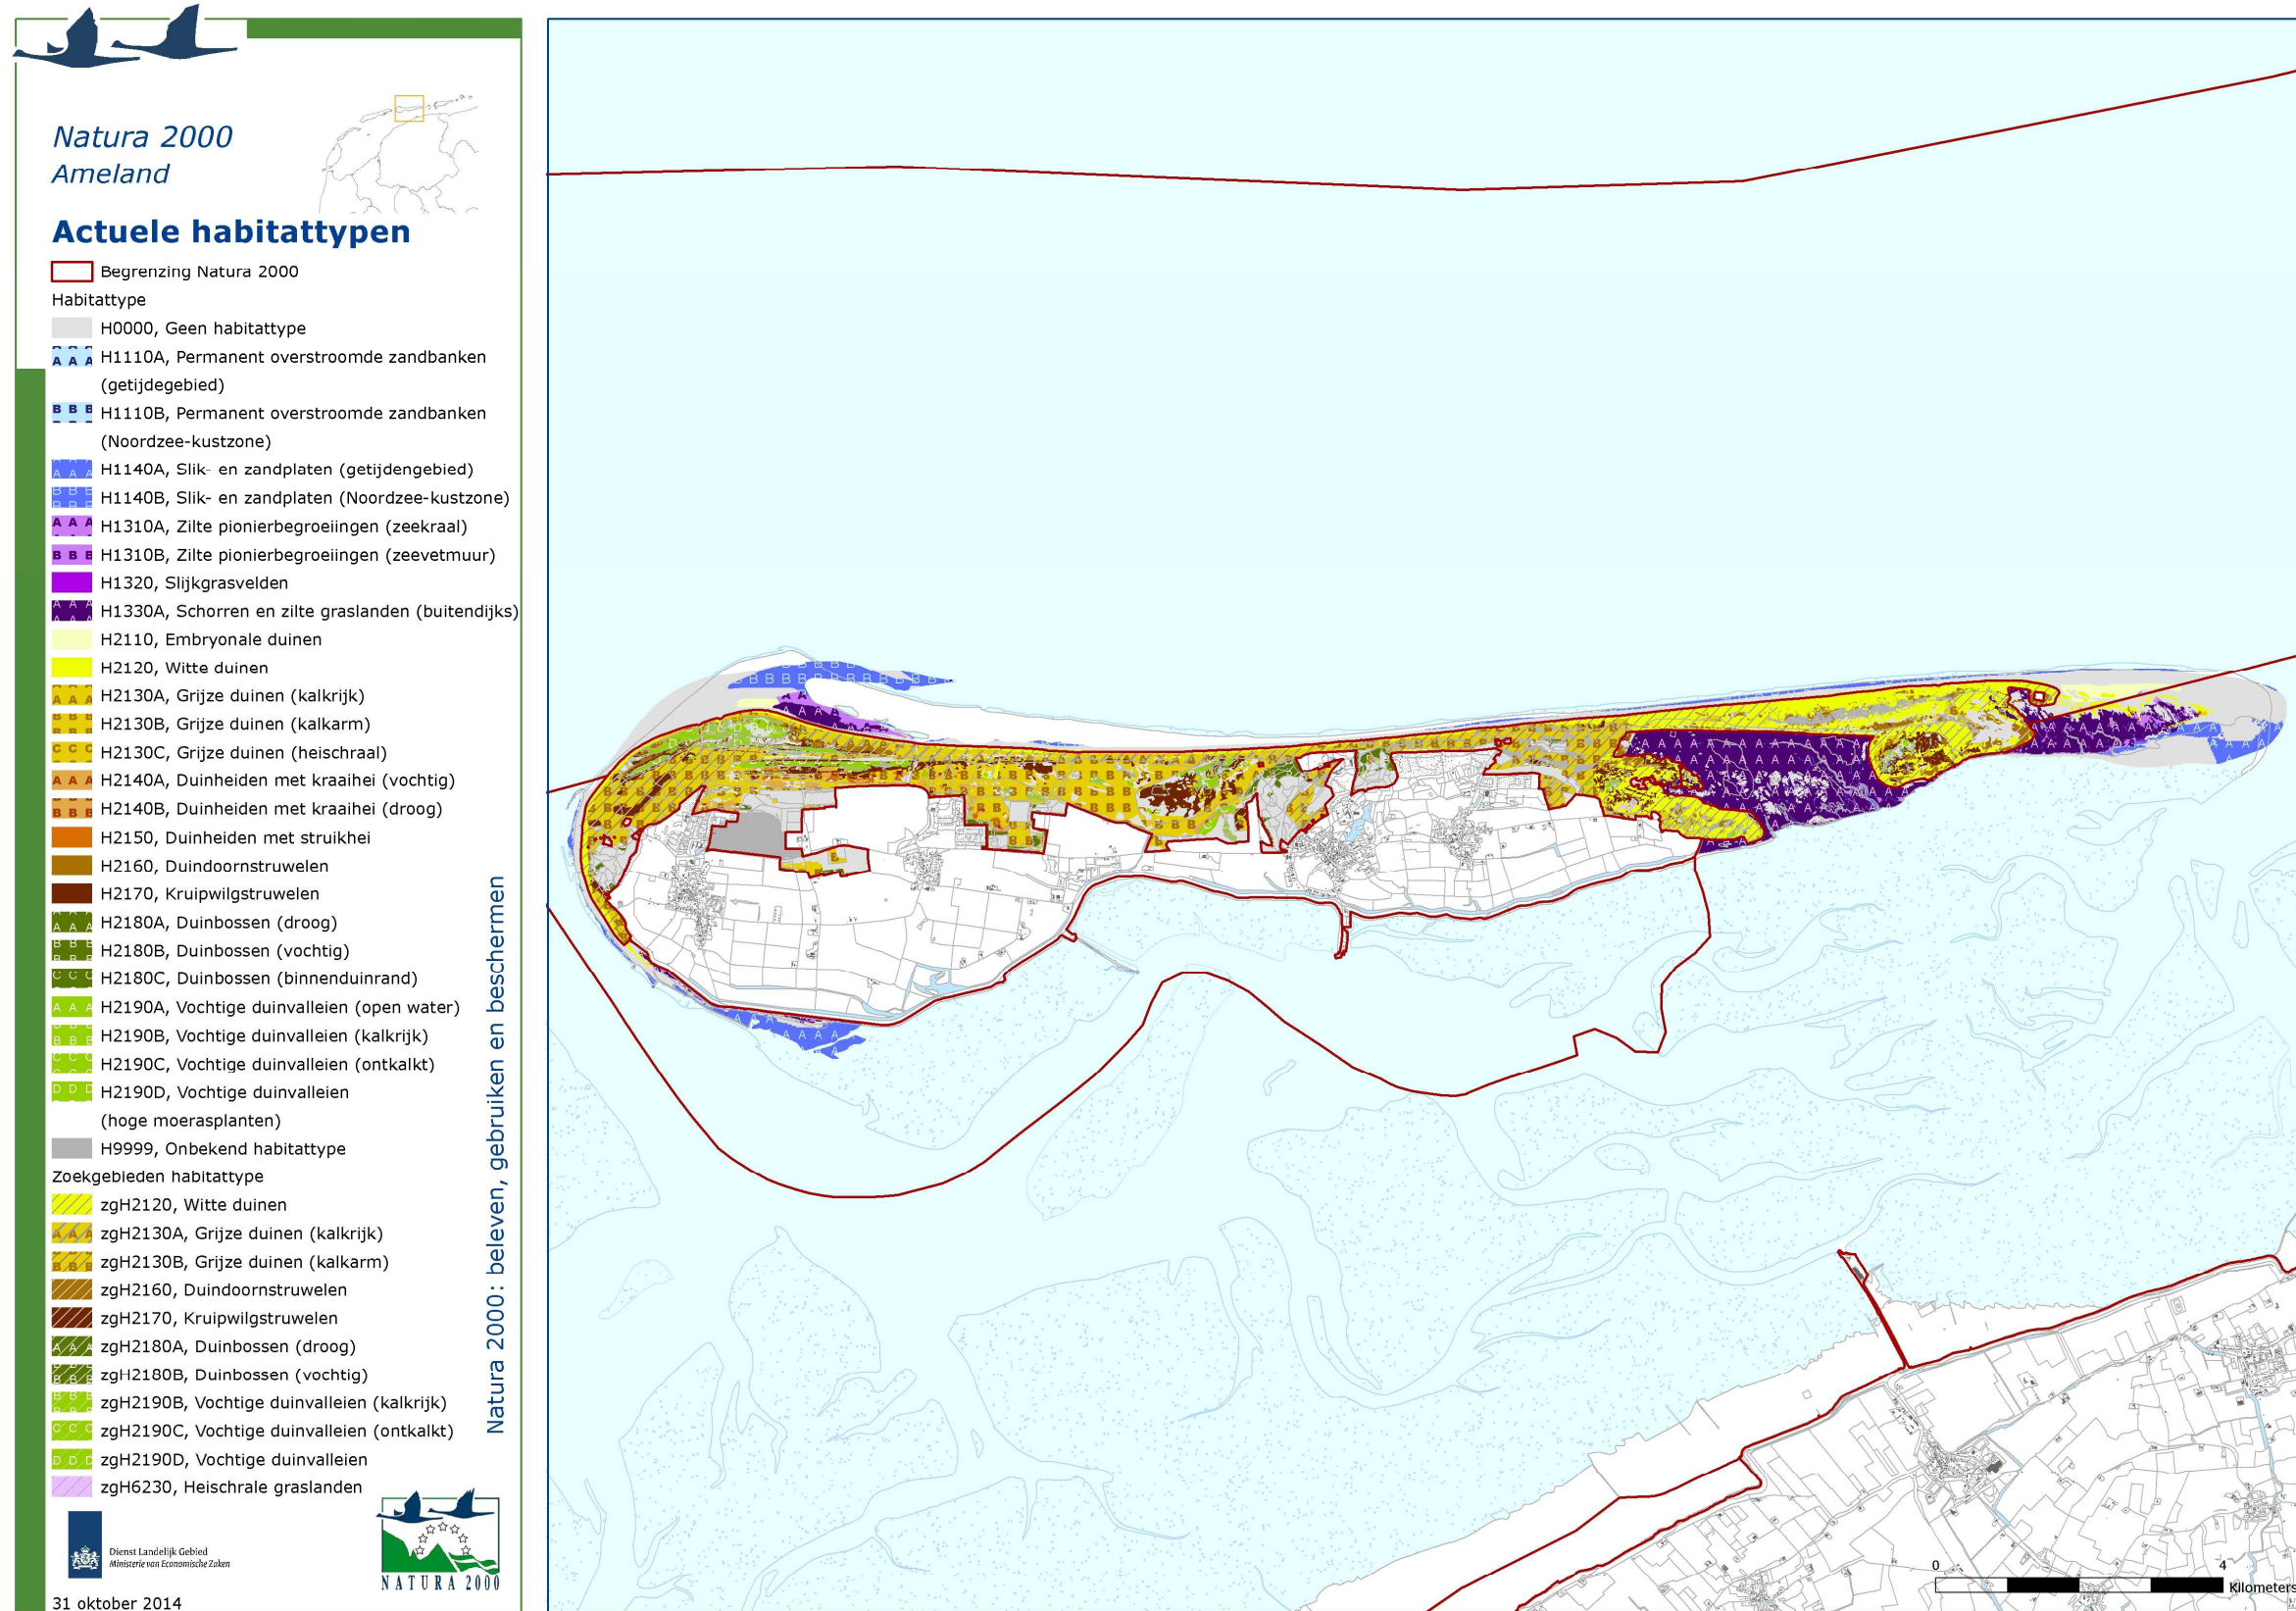 Natura 2000
Ameland
Actuele habitattypen
Begrenzing Natura 2000
Habitattype
H0000, Geen habitattype
A A A H1110A, Permanent overstroomde zandbanken
(getijdegebied)
B B B H1110B, Permanent overstroomde zandbanken
(Noordzee-kustzone)
A A A H1140A, Slik- en zandplaten (getijdengebied)
B B B H1140B, Slik- en zandplaten (Noordzee-kustzone)
A A A H1310A, Zilte pionierbegroeiingen (zeekraal)
B B B H1310B, Zilte pionierbegroeiingen (zeevetmuur)
H1320, Slijkgrasvelden
A A A H1330A, Schorren en zilte graslanden (buitendijks)
H2110, Embryonale duinen
H2120, Witte duinen
A A A H2130A, Grijze duinen (kalkrijk)
B B B H2130B, Grijze duinen (kalkarm)
C C C H2130C, Grijze duinen (heischraal)
A A A H2140A, Duinheiden met kraaihei (vochtig)
B B B H2140B, Duinheiden met kraaihei (droog)
H2150, Duinheiden met struikhei
H2160, Duindoornstruwelen
H2170, Kruipwilgstruwelen
A A A H2180A, Duinbossen (droog)
B B B H2180B, Duinbossen (vochtig)
C C C H2180C, Duinbossen (binnenduinrand)
A A A H2190A, Vochtige duinvalleien (open water)
B B B H2190B, Vochtige duinvalleien (kalkrijk)
C C C H2190C, Vochtige duinvalleien (ontkalkt)
D D D H2190D, Vochtige duinvalleien
(hoge moerasplanten)
H9999, Onbekend habitattype
Zoekgebieden habitattype
zgH2120, Witte duinen
A A A zgH2130A, Grijze duinen (kalkrijk)
B B B zgH2130B, Grijze duinen (kalkarm)
zgH2160, Duindoornstruwelen
zgH2170, Kruipwilgstruwelen
A A A zgH2180A, Duinbossen (droog)
B B B zgH2180B, Duinbossen (vochtig)
B B B zgH2190B, Vochtige duinvalleien (kalkrijk)
C C C zgH2190C, Vochtige duinvalleien (ontkalkt)
D D D zgH2190D, Vochtige duinvalleien
zgH6230, Heischrale graslanden
Natura 2000: beleven, gebruiken en beschermen
Dienst Landelijk Gebied
Ministerie van Economische Zaken
NATURA 2000
31 oktober 2014
0 4
Kilometers